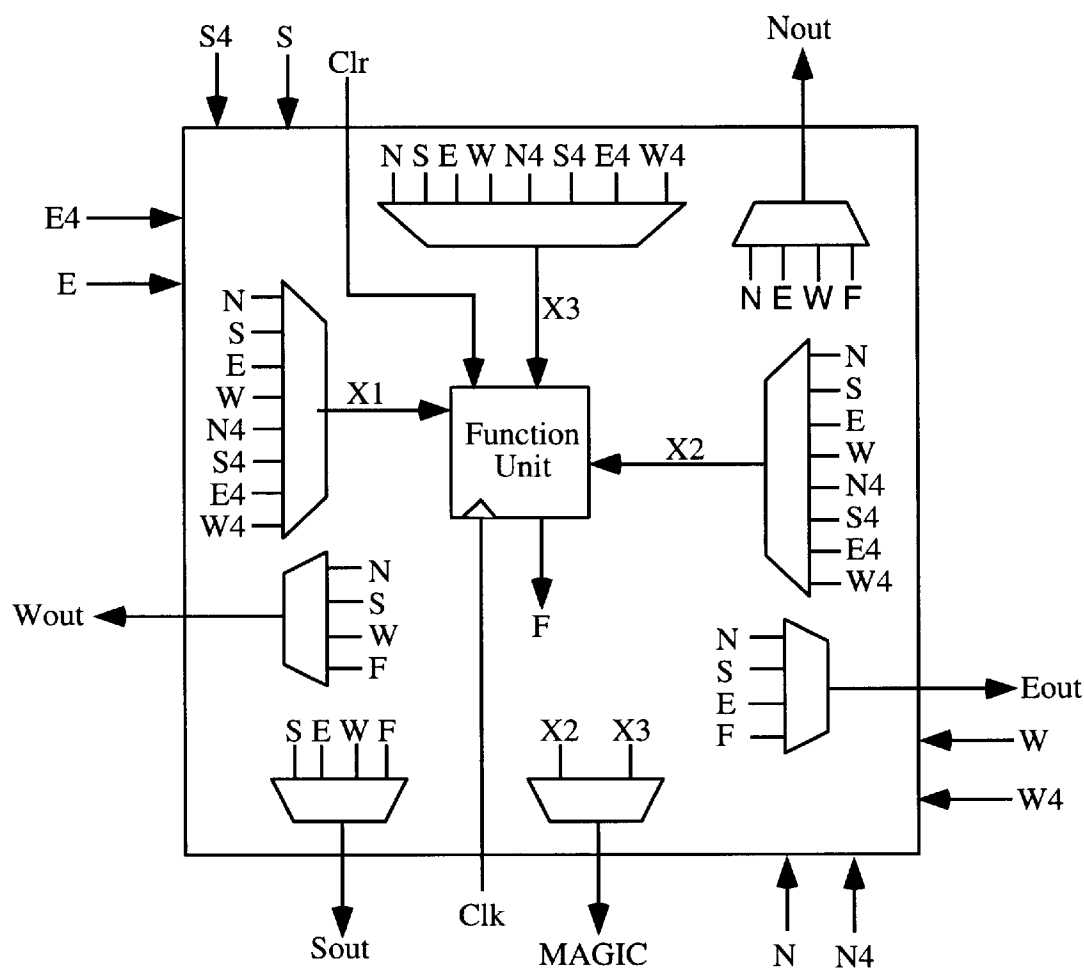 S4 S Clr Nout
N S E W N4 S4 E4 W4
E4
E
N E W F
X3
N
S
E
W
N4
S4
E4
W4
X1
Function
Unit
X2
N
S
E
W
N4
S4
E4
W4
Wout
N
S
W
F
F
N
S
E
F
Eout
W
W4
S E W F
X2 X3
Sout
Clk
MAGIC
N N4